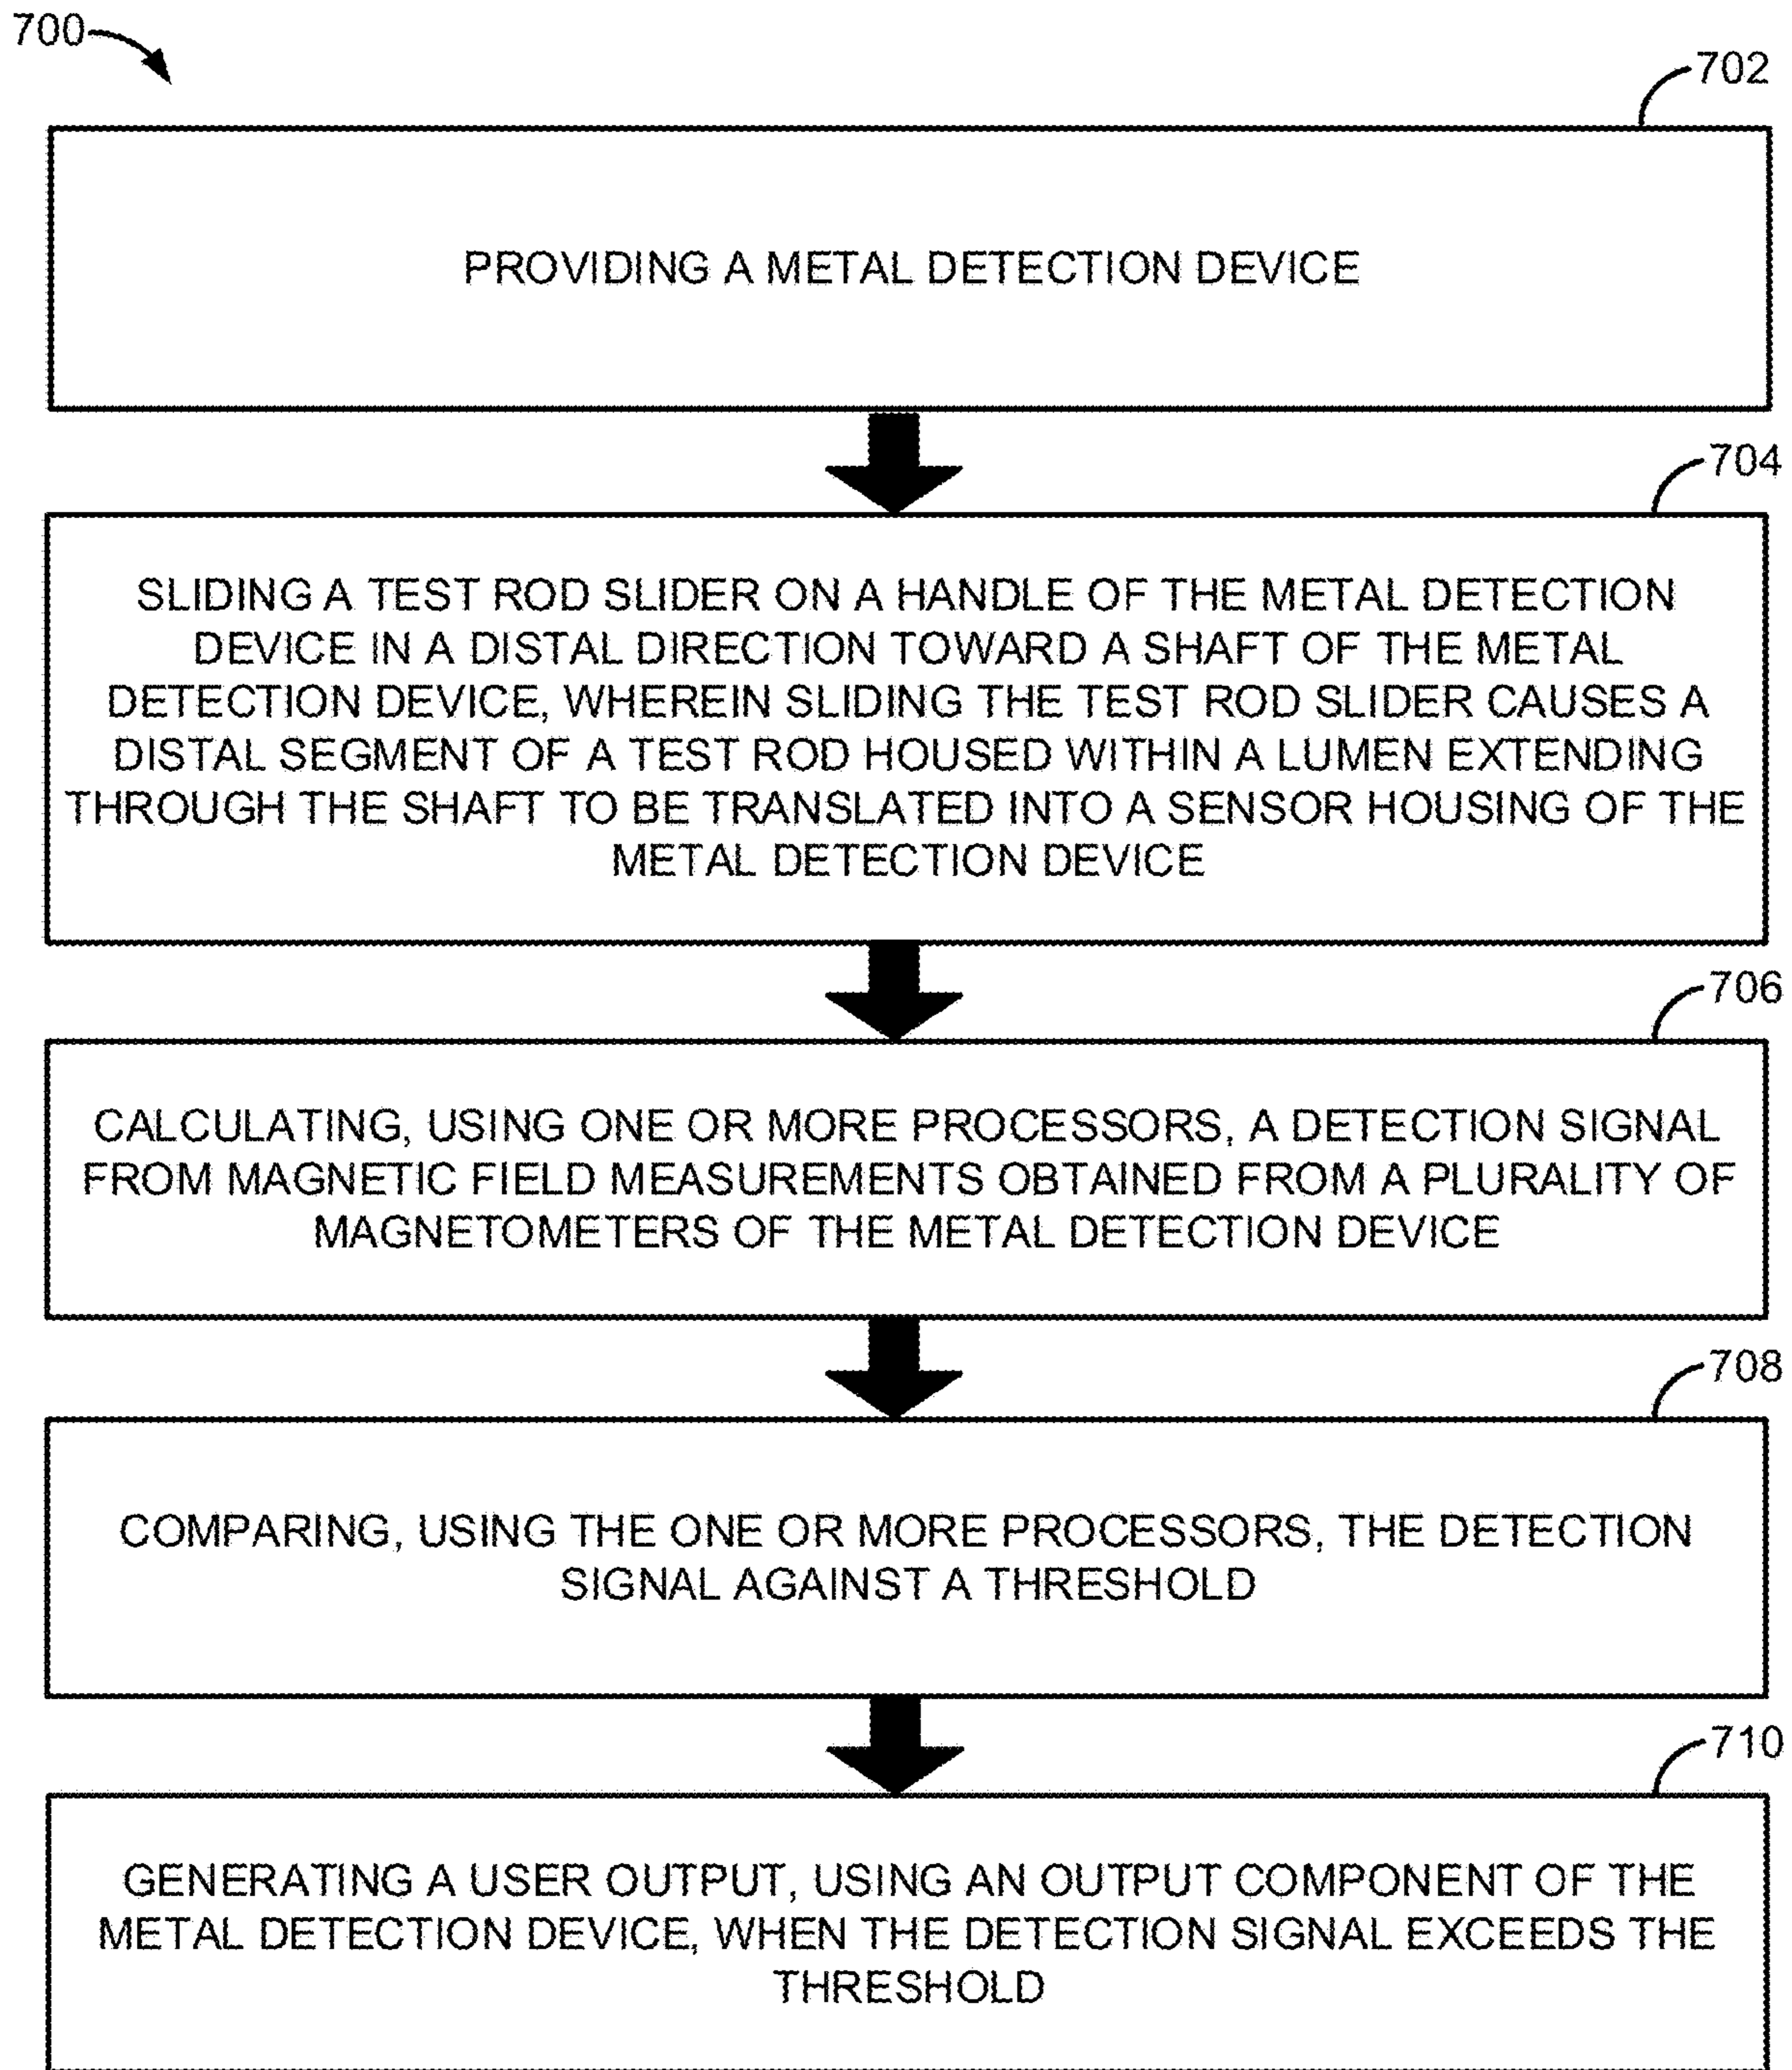 700
702
PROVIDING A METAL DETECTION DEVICE
704
SLIDING A TEST ROD SLIDER ON A HANDLE OF THE METAL DETECTION
DEVICE IN A DISTAL DIRECTION TOWARD A SHAFT OF THE METAL
DETECTION DEVICE, WHEREIN SLIDING THE TEST ROD SLIDER CAUSES A
DISTAL SEGMENT OF A TEST ROD HOUSED WITHIN A LUMEN EXTENDING
THROUGH THE SHAFT TO BE TRANSLATED INTO A SENSOR HOUSING OF THE
METAL DETECTION DEVICE
706
CALCULATING, USING ONE OR MORE PROCESSORS, A DETECTION SIGNAL
FROM MAGNETIC FIELD MEASUREMENTS OBTAINED FROM A PLURALITY OF
MAGNETOMETERS OF THE METAL DETECTION DEVICE
708
COMPARING, USING THE ONE OR MORE PROCESSORS, THE DETECTION
SIGNAL AGAINST A THRESHOLD
710
GENERATING A USER OUTPUT, USING AN OUTPUT COMPONENT OF THE
METAL DETECTION DEVICE, WHEN THE DETECTION SIGNAL EXCEEDS THE
THRESHOLD